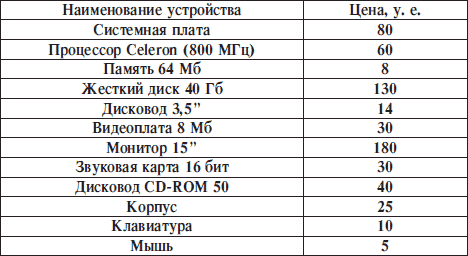 Наименование устройства Цена, у. е.
Системная плата 80
Процессор Celeron (800 МГц) 60
Память 64 Мб 8
Жесткий диск 40 Гб 130
Дисковод 3,5” 14
Видеоплата 8 Мб 30
Монитор 15” 180
Звуковая карта 16 бит 30
Дисковод CD-ROM 50 40
Корпус 25
Клавиатура 10
Мышь 5